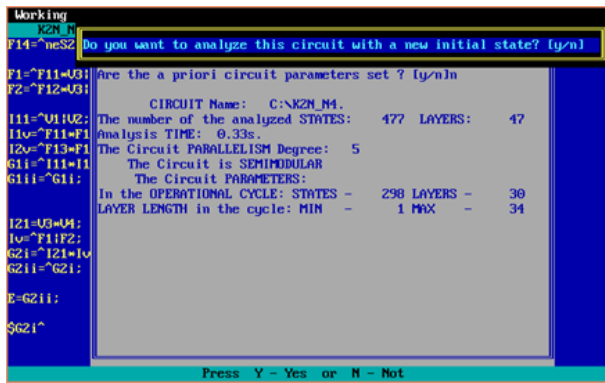 Working
K2N_N
F14=^neS2
Do you want to analyze this circuit with a new initial state? [y/n]
F1=^F11*U3|
Are the a priori circuit parameters set ? [y/n]n
F2=^F12*U3|
CIRCUIT Name: C:\K2N_N4.
I11=^U1|U2;
The number of the analyzed STATES: 477 LAYERS: 47
I1v=^F11*F1
Analysis TIME: 0.33s.
I2v=^F13*F1
The Circuit PARALLELISM Degree: 5
G1i=^I11*I1
The Circuit is SEMIMODULAR
G1ii=^G1i;
The Circuit PARAMETERS:
In the OPERATIONAL CYCLE: STATES - 298 LAYERS - 30
LAYER LENGTH in the cycle: MIN - 1 MAX - 34
I21=U3*U4;
Iv=^F1|F2;
G2i=^I21*Iv
G2ii=^G2i;
E=G2ii;
$G2i^
Press Y - Yes or N - Not